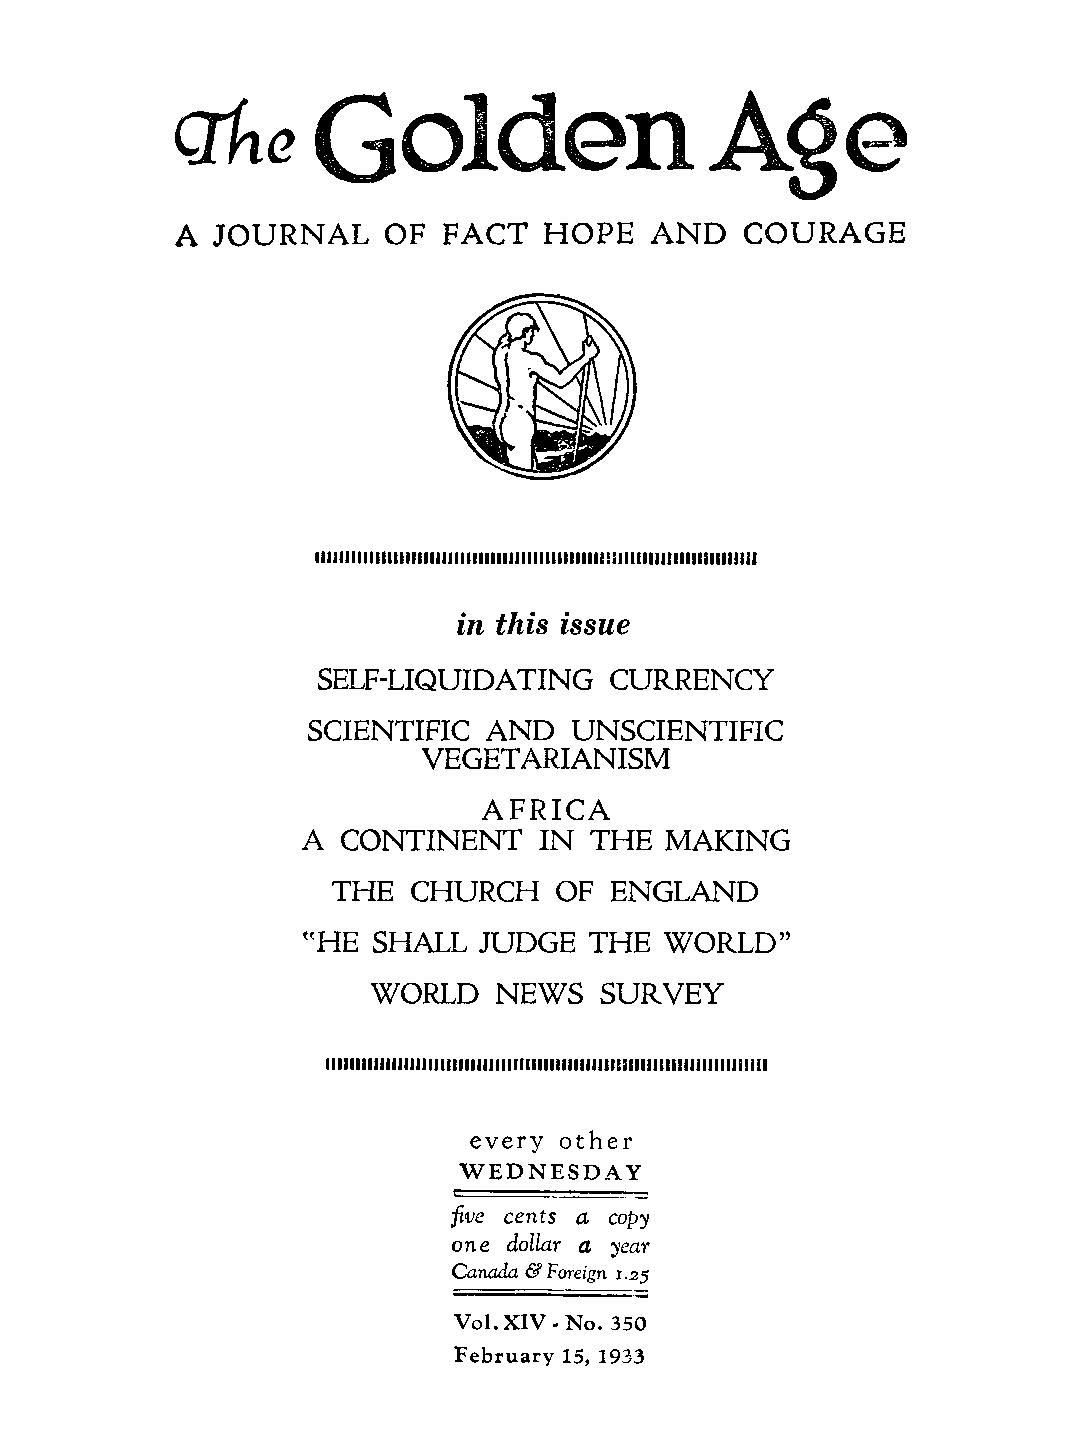 The Golden Age
A JOURNAL OF FACT HOPE AND COURAGE
in this issue
SELF-LIQUIDATING CURRENCY
SCIENTIFIC AND UNSCIENTIFIC
VEGETARIANISM
AFRICA
A CONTINENT IN THE MAKING
THE CHURCH OF ENGLAND
"HE SHALL JUDGE THE WORLD"
WORLD NEWS SURVEY
every other
WEDNESDAY
five cents a copy
one dollar a year
Canada & Foreign 1.25
Vol. XIV - No. 350
February 15, 1933